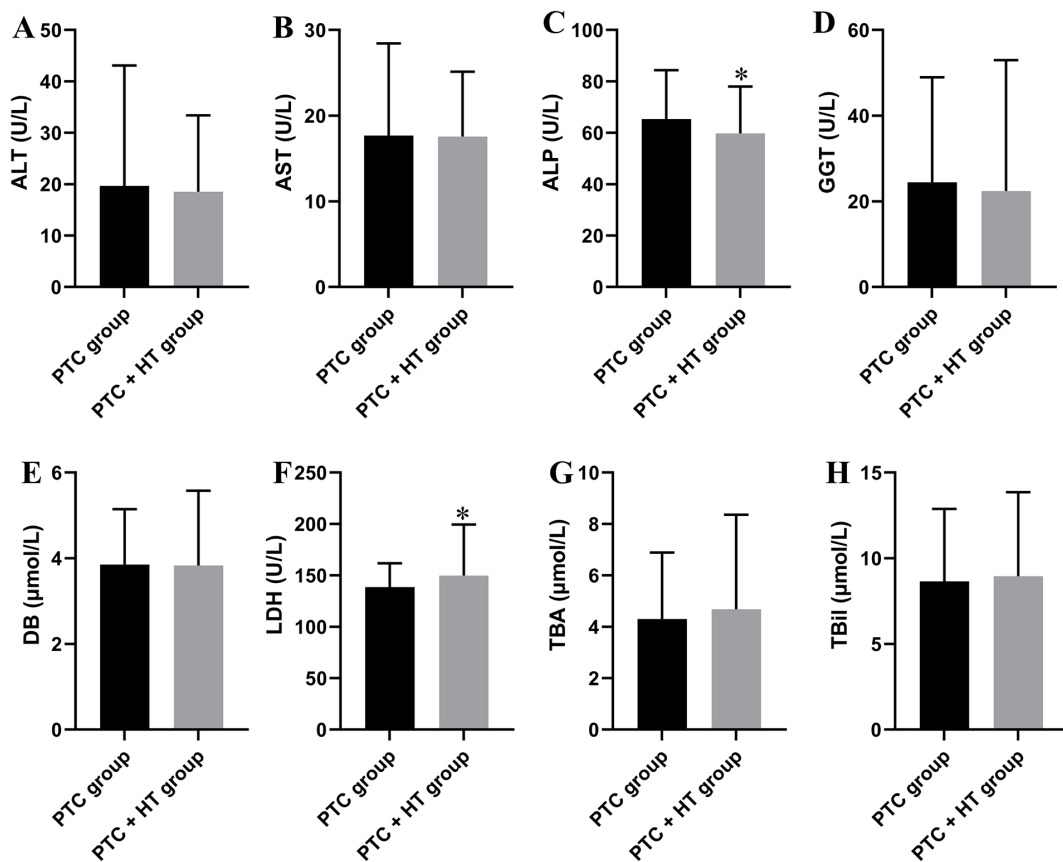 A
ALT (U/L)
50
40
30
20
10
0
PTC group
PTC + HT group
B
AST (U/L)
30
20
10
0
PTC group
PTC + HT group
C
ALP (U/L)
100
80
60
40
20
0
*
PTC group
PTC + HT group
D
GGT (U/L)
60
40
20
0
PTC group
PTC + HT group
E
DB (μmol/L)
6
4
2
0
PTC group
PTC + HT group
F
LDH (U/L)
250
200
150
100
50
0
*
PTC group
PTC + HT group
G
TBA (μmol/L)
10
8
6
4
2
0
PTC group
PTC + HT group
H
TBil (μmol/L)
15
10
5
0
PTC group
PTC + HT group